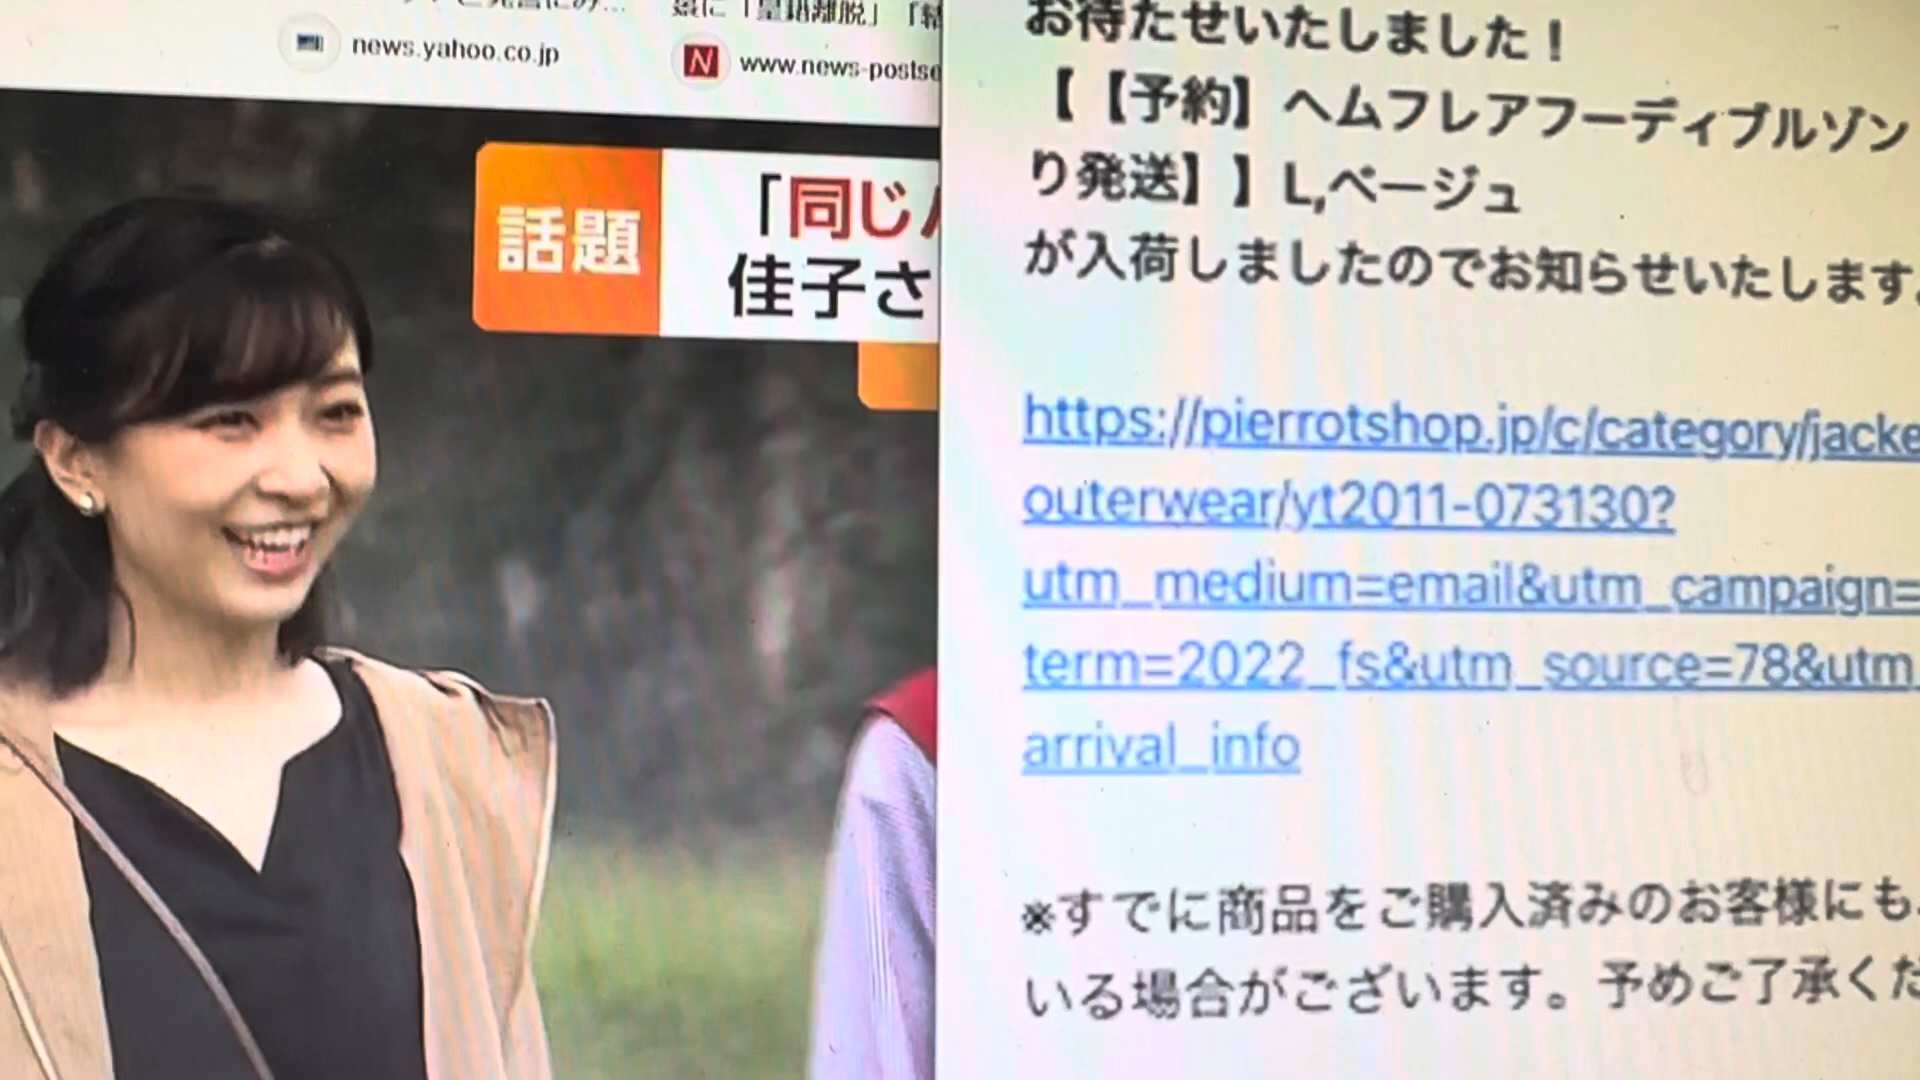 news.yahoo.co.jp
「皇籍離脱」
www.news-postse
話題
「同じ
佳子さ
お待たせいたしました！
【【予約】ヘムフレアフーディブルゾン
り発送】】L,ベージュ
が入荷しましたのでお知らせいたします。
https://pierrotshop.jp/c/category/jacke
outerwear/yt2011-073130?
utm_medium=email&utm_campaign=
term=2022_fs&utm_source=78&utm_
arrival_info
※すでに商品をご購入済みのお客様にも
いる場合がございます。予めご了承くだ